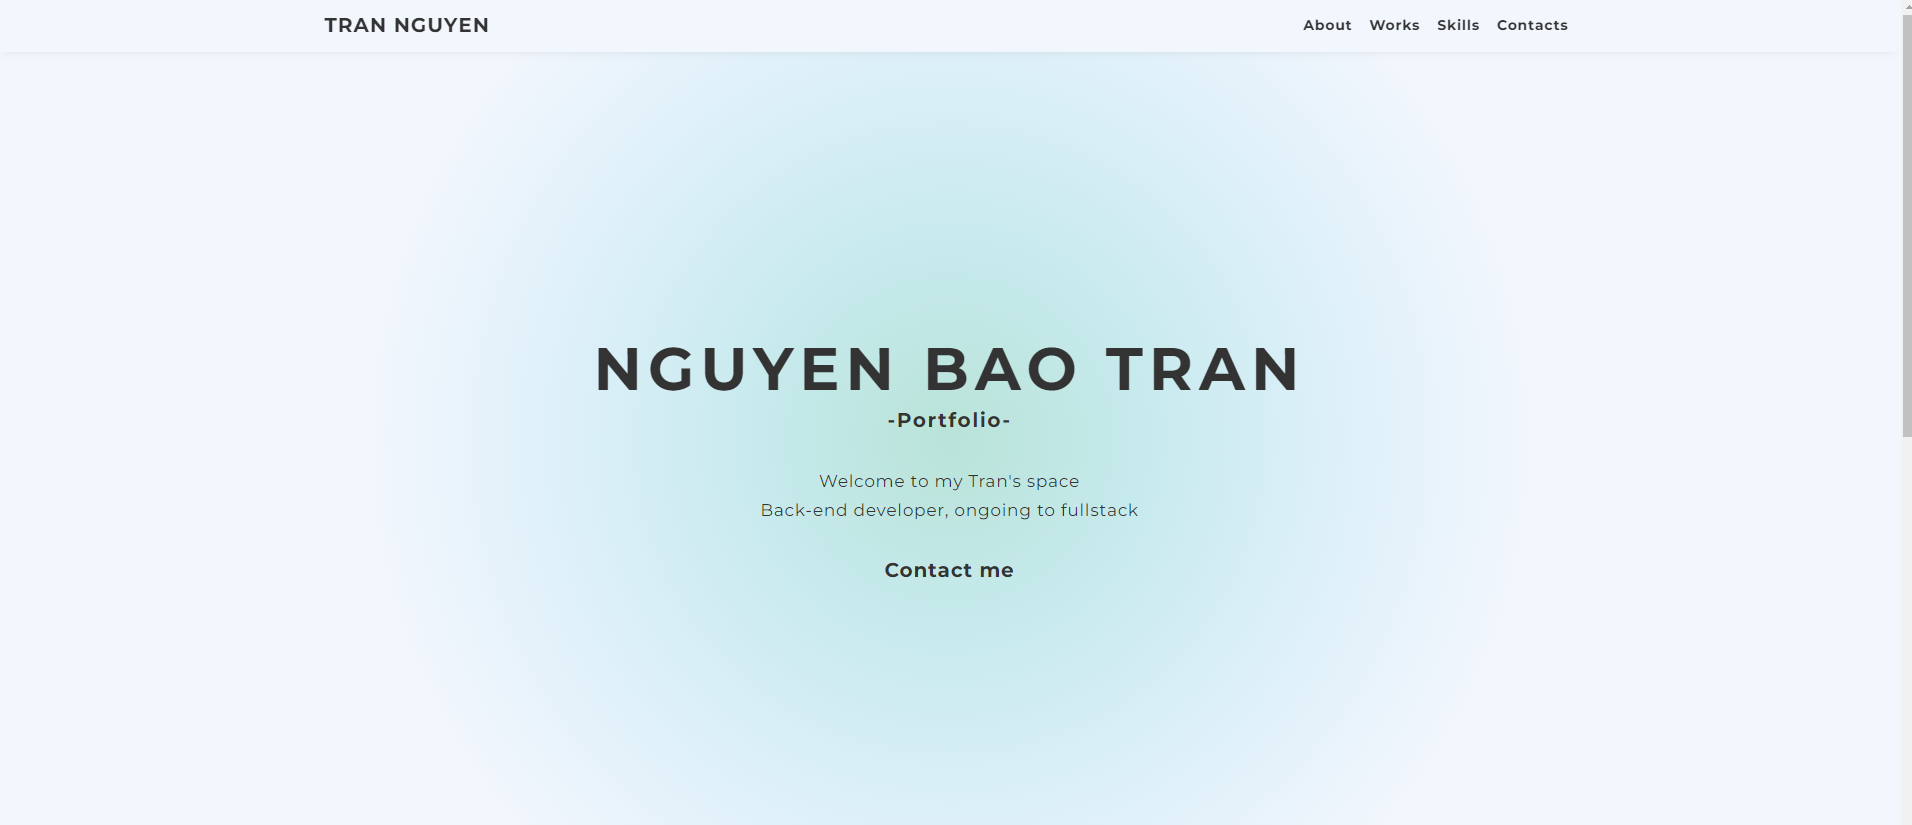 TRAN NGUYEN
About Works Skills Contacts
NGUYEN BAO TRAN
-Portfolio-
Welcome to my Tran's space
Back-end developer, ongoing to fullstack
Contact me